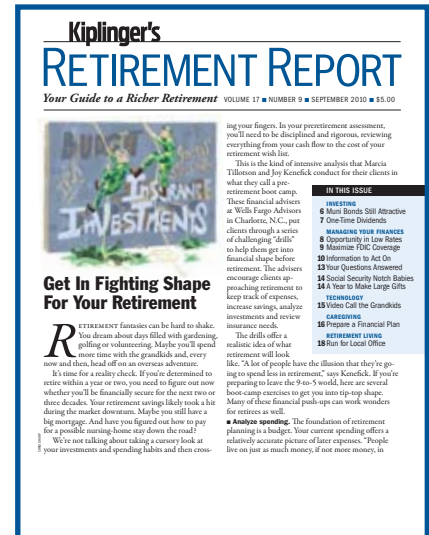 Kiplinger's
RETIREMENT REPORT
Your Guide to a Richer Retirement VOLUME 17 ■ NUMBER 9 ■ SEPTEMBER 2010 ■ $5.00
INSURANCE
INVESTMENTS
Get In Fighting Shape
For Your Retirement
RETIREMENT fantasies can be hard to shake.
You dream about days filled with gardening,
golfing or volunteering. Maybe you'll spend
more time with the grandkids and, every
now and then, head off on an overseas adventure.
It's time for a reality check. If you're determined to
retire within a year or two, you need to figure out now
whether you'll be financially secure for the next two or
three decades. Your retirement savings likely took a hit
during the market downturn. Maybe you still have a
big mortgage. And have you figured out how to pay
for a possible nursing-home stay down the road?
We're not talking about taking a cursory look at
your investments and spending habits and then cross-
ing your fingers. In your preretirement assessment,
you'll need to be disciplined and rigorous, reviewing
everything from your cash flow to the cost of your
retirement wish list.
This is the kind of intensive analysis that Marcia
Tillotson and Joy Kenefick conduct for their clients in
what they call a pre-
retirement boot camp.
These financial advisers
at Wells Fargo Advisors
in Charlotte, N.C., put
clients through a series
of challenging "drills"
to help them get into
financial shape before
retirement. The advisers
encourage clients ap-
proaching retirement to
keep track of expenses,
increase savings, analyze
investments and review
insurance needs.
The drills offer a
realistic idea of what
retirement will look
like. "A lot of people have the illusion that they're go-
ing to spend less in retirement," says Kenefick. If you're
preparing to leave the 9-to-5 world, here are several
boot-camp exercises to get you into tip-top shape.
Many of these financial push-ups can work wonders
for retirees as well.
■ Analyze spending. The foundation of retirement
planning is a budget. Your current spending offers a
relatively accurate picture of later expenses. "People
live on just as much money, if not more money, in
IN THIS ISSUE
INVESTING
6 Muni Bonds Still Attractive
7 One-Time Dividends
MANAGING YOUR FINANCES
8 Opportunity in Low Rates
9 Maximize FDIC Coverage
10 Information to Act On
13 Your Questions Answered
14 Social Security Notch Babies
14 A Year to Make Large Gifts
TECHNOLOGY
15 Video Call the Grandkids
CAREGIVING
16 Prepare a Financial Plan
RETIREMENT LIVING
18 Run for Local Office